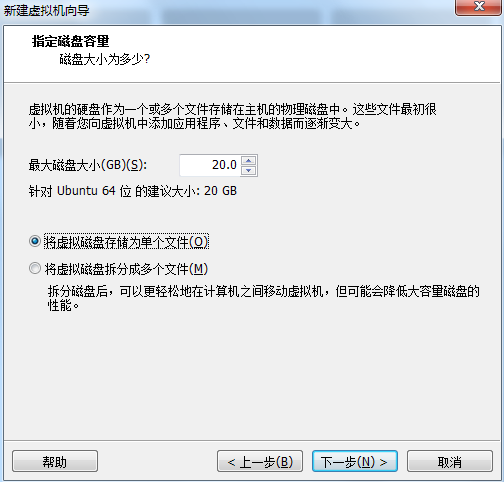 新建虚拟机向导
指定磁盘容量
磁盘大小为多少?
虚拟机的硬盘作为一个或多个文件存储在主机的物理磁盘中。这些文件最初很
小，随着您向虚拟机中添加应用程序、文件和数据而逐渐变大。
最大磁盘大小(GB)(S): 20.0
针对 Ubuntu 64 位 的建议大小: 20 GB
将虚拟磁盘存储为单个文件(O)
将虚拟磁盘拆分成多个文件(M)
拆分磁盘后，可以更轻松地在计算机之间移动虚拟机，但可能会降低大容量磁盘的
性能。
帮助 < 上一步(B) 下一步(N) > 取消